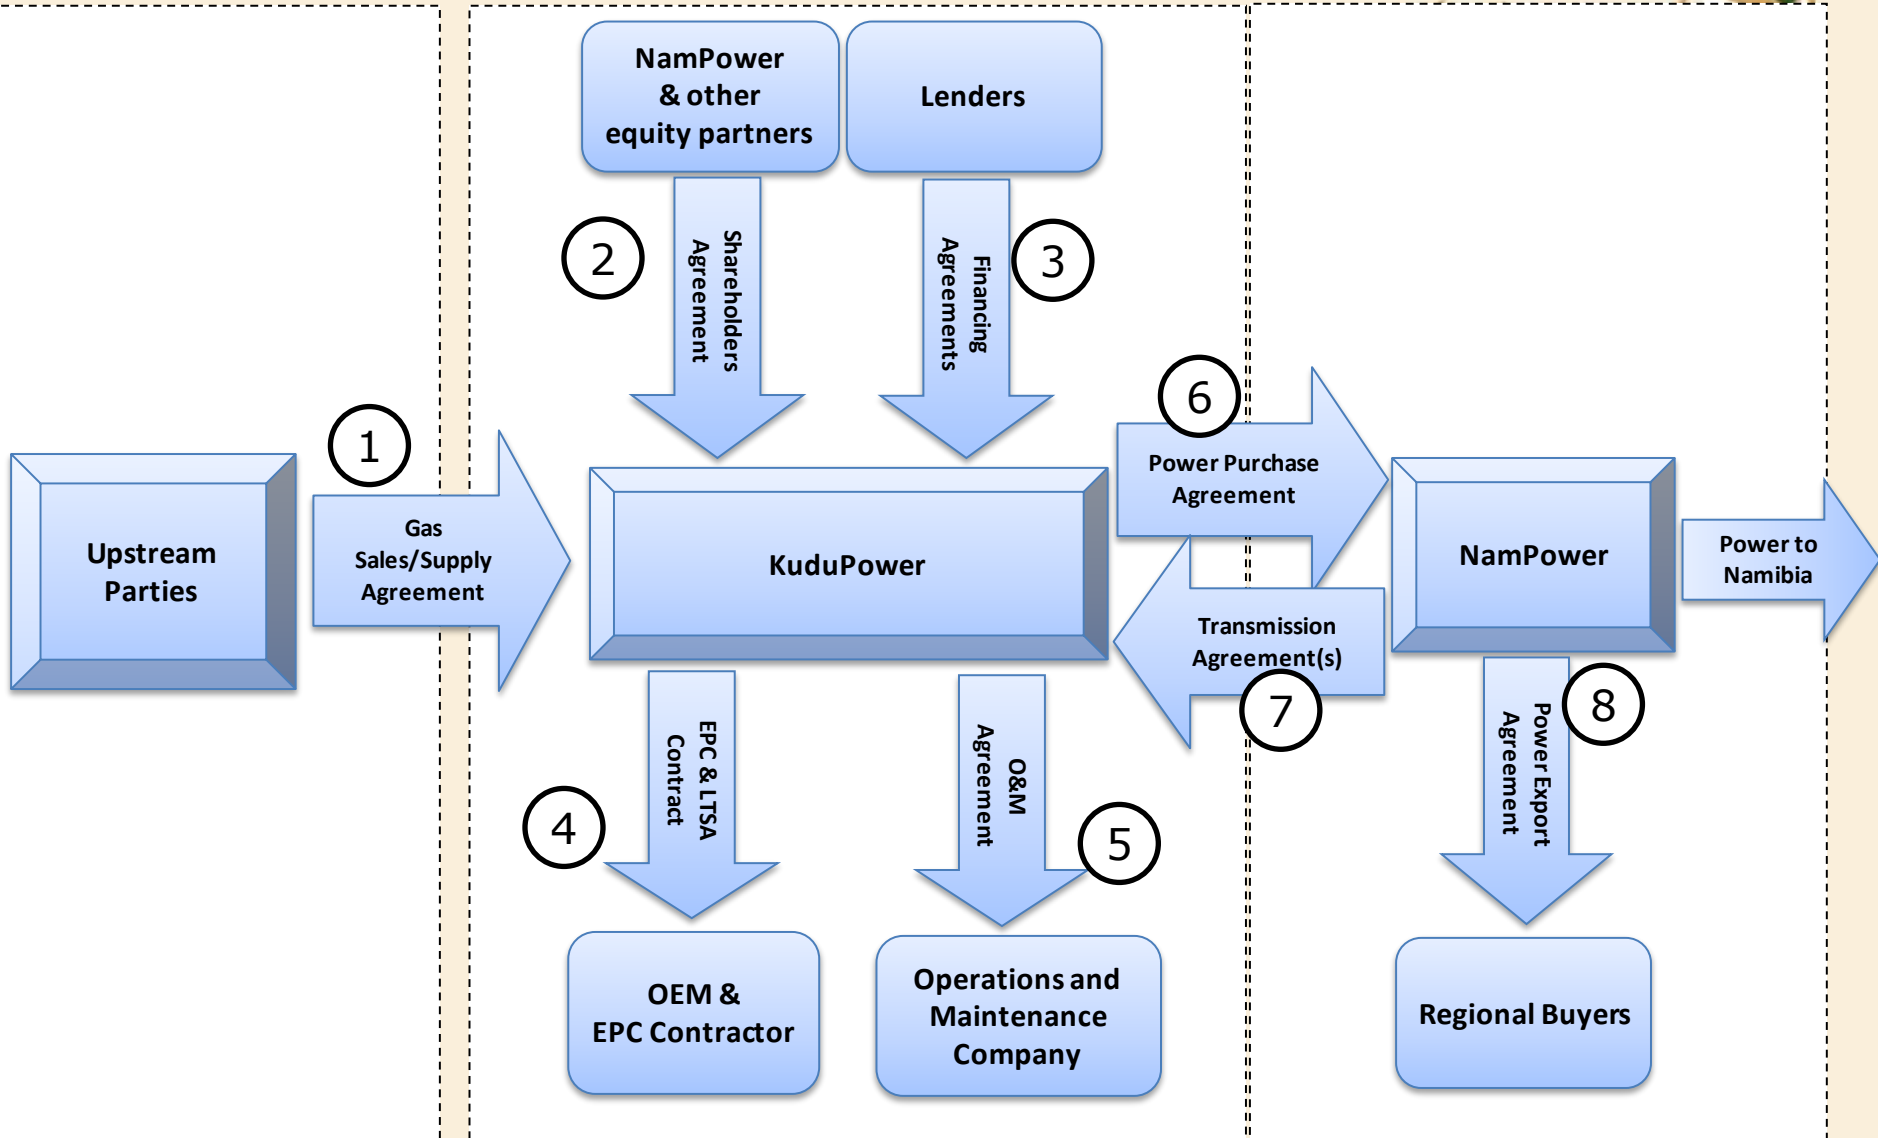 NamPower
& other
equity partners
Lenders
2
Shareholders
Agreement
3
Financing
Agreements
1
Gas
Sales/Supply
Agreement
Upstream
Parties
KuduPower
6
Power Purchase
Agreement
NamPower
Power to
Namibia
Transmission
Agreement(s)
7
4
EPC & LTSA
Contract
5
O&M
Agreement
8
Power Export
Agreement
OEM &
EPC Contractor
Operations and
Maintenance
Company
Regional Buyers